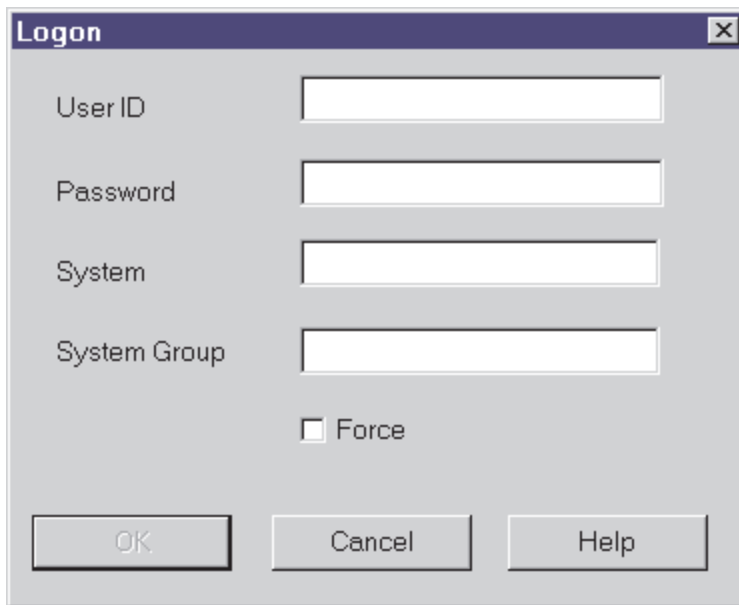 Logon
User ID
Password
System
System Group
Force
OK Cancel Help